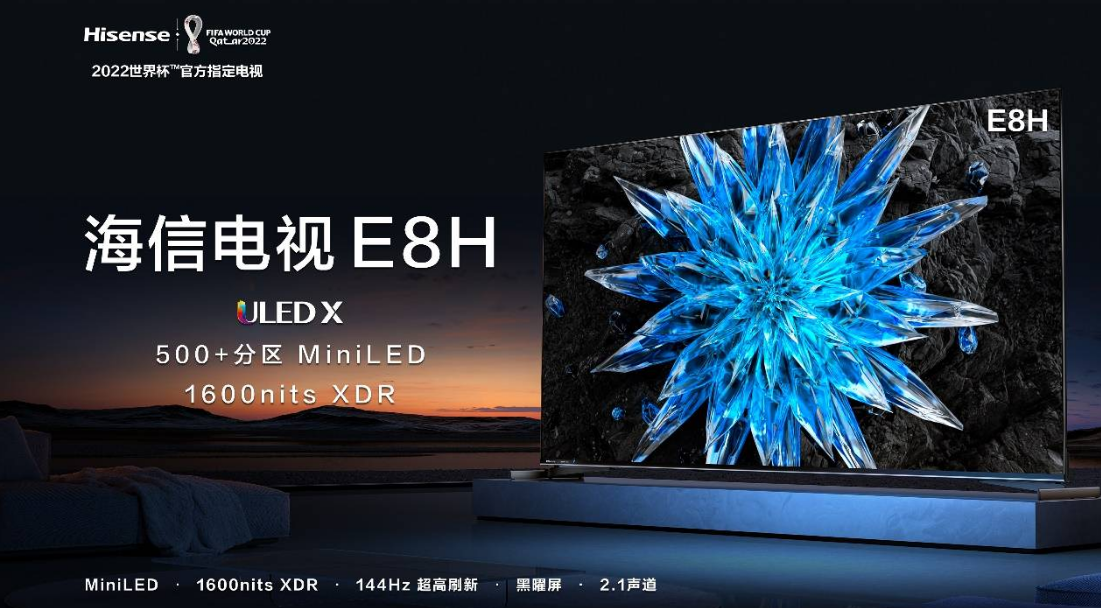 Hisense FIFA WORLD CUP
Qatar2022
2022世界杯™官方指定电视
E8H
海信电视 E8H
ULED X
500+分区 MiniLED
1600nits XDR
MiniLED · 1600nits XDR · 144Hz 超高刷新 · 黑曜屏 · 2.1声道